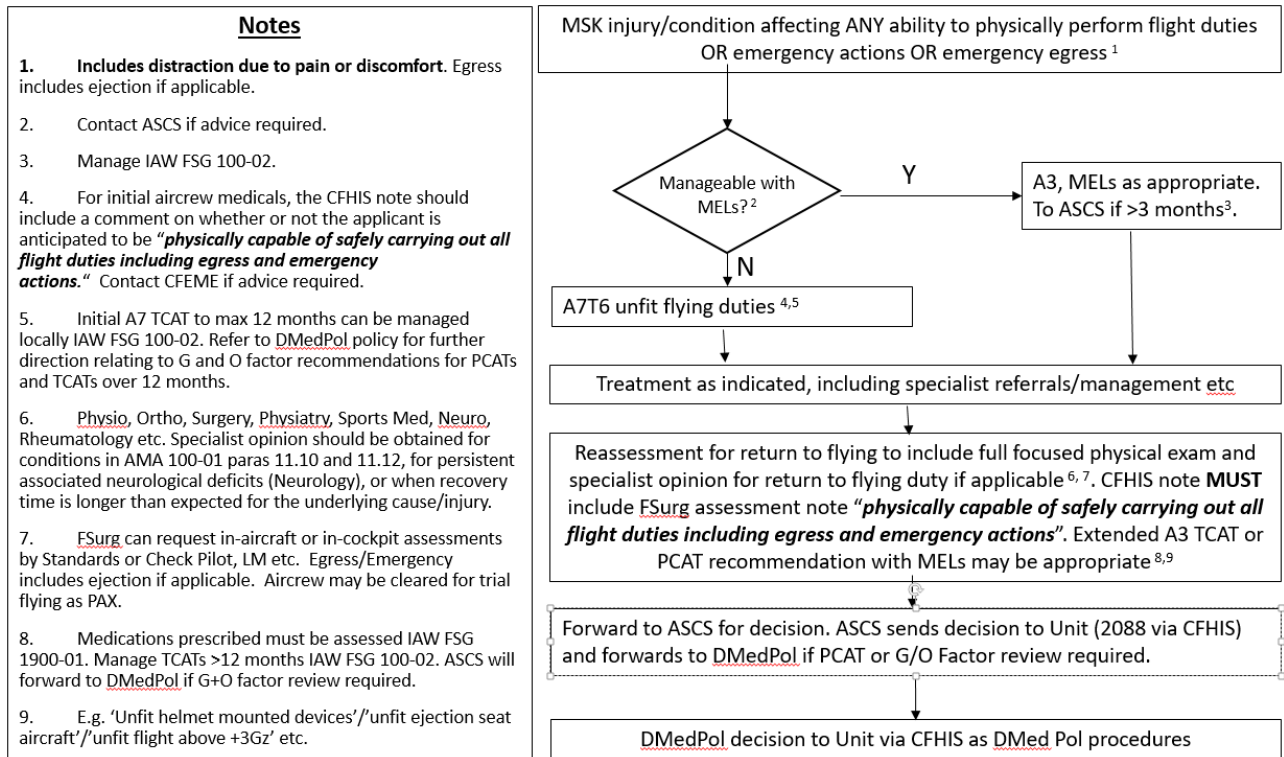 Notes
1. Includes distraction due to pain or discomfort. Egress
includes ejection if applicable.
2. Contact ASCS if advice required.
3. Manage IAW FSG 100-02.
4. For initial aircrew medicals, the CFHIS note should
include a comment on whether or not the applicant is
anticipated to be “physically capable of safely carrying out all
flight duties including egress and emergency
actions.“ Contact CFEME if advice required.
5. Initial A7 TCAT to max 12 months can be managed
locally IAW FSG 100-02. Refer to DMedPol policy for further
direction relating to G and O factor recommendations for PCATs
and TCATs over 12 months.
6. Physio, Ortho, Surgery, Physiatry, Sports Med, Neuro,
Rheumatology etc. Specialist opinion should be obtained for
conditions in AMA 100-01 paras 11.10 and 11.12, for persistent
associated neurological deficits (Neurology), or when recovery
time is longer than expected for the underlying cause/injury.
7. FSurg can request in-aircraft or in-cockpit assessments
by Standards or Check Pilot, LM etc. Egress/Emergency
includes ejection if applicable. Aircrew may be cleared for trial
flying as PAX.
8. Medications prescribed must be assessed IAW FSG
1900-01. Manage TCATs >12 months IAW FSG 100-02. ASCS will
forward to DMedPol if G+O factor review required.
9. E.g. ‘Unfit helmet mounted devices’/’unfit ejection seat
aircraft’/’unfit flight above +3Gz’ etc.
MSK injury/condition affecting ANY ability to physically perform flight duties
OR emergency actions OR emergency egress 1
Manageable with
MELs? 2
Y
A3, MELs as appropriate.
To ASCS if >3 months3.
N
A7T6 unfit flying duties 4,5
Treatment as indicated, including specialist referrals/management etc
Reassessment for return to flying to include full focused physical exam and
specialist opinion for return to flying duty if applicable 6, 7. CFHIS note MUST
include FSurg assessment note “physically capable of safely carrying out all
flight duties including egress and emergency actions”. Extended A3 TCAT or
PCAT recommendation with MELs may be appropriate 8,9
Forward to ASCS for decision. ASCS sends decision to Unit (2088 via CFHIS)
and forwards to DMedPol if PCAT or G/O Factor review required.
DMedPol decision to Unit via CFHIS as DMed Pol procedures